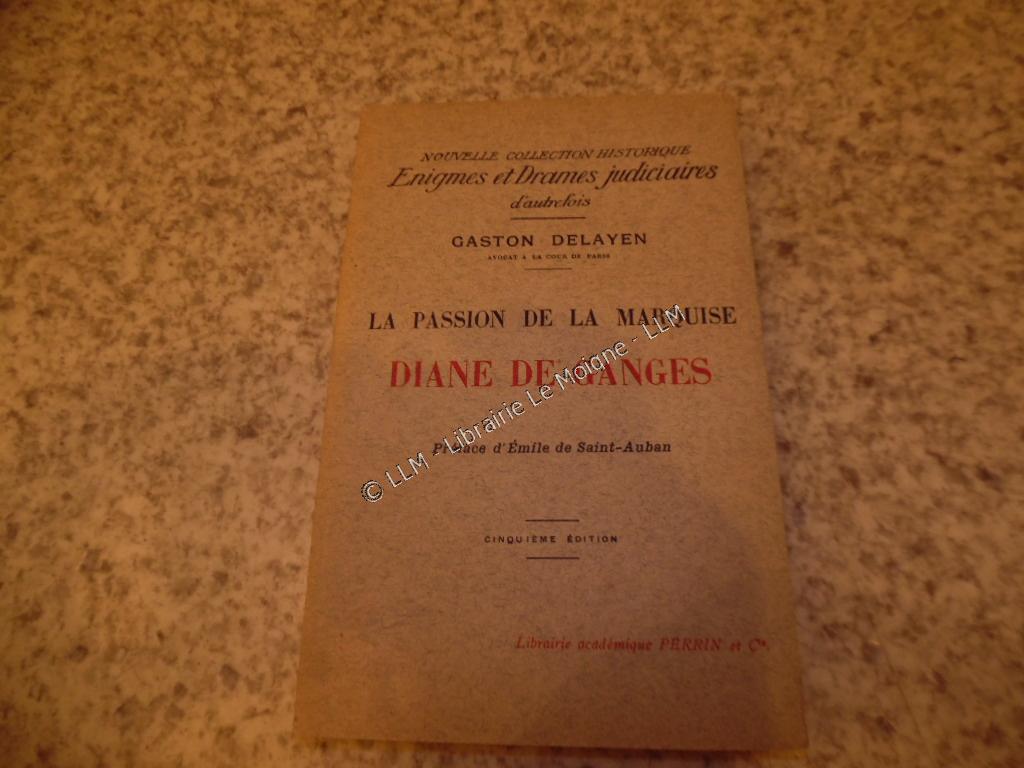 NOUVELLE COLLECTION HISTORIQUE
Enigmes et Drames judiciaires
d'autrefois
GASTON DELAYEN
AVOCAT A LA COUR DE PARIS
LA PASSION DE LA MARQUISE
DIANE DE GANGES
Préface d'Émile de Saint-Auban
© LLM - Librairie Le Moigne - LLM
CINQUIÈME ÉDITION
Librairie académique PERRIN et Cie.